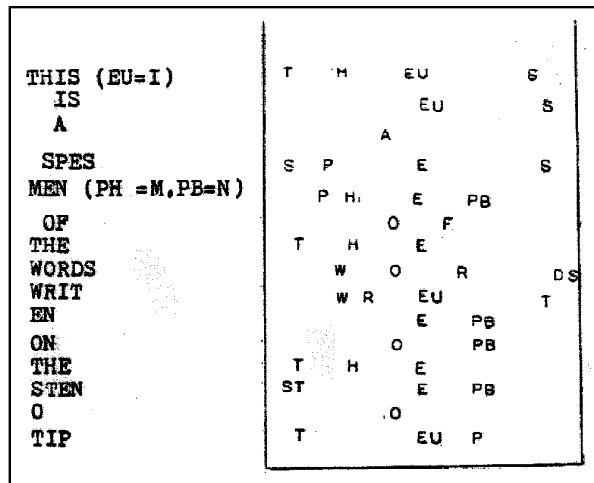 THIS (EU=I) T H EU S
IS EU S
A A
SPES S P E S
MEN (PH =M,PB=N) P H E PB
OF O F
THE T H E
WORDS W O R DS
WRIT W R EU T
EN E PB
ON O PB
THE T H E
STEN ST E PB
O O
TIP T EU P